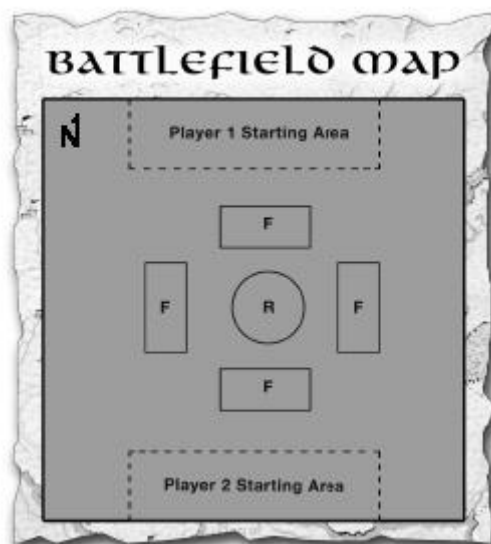 BATTLEFIELD MAP
N
Player 1 Starting Area
F
F
R
F
F
Player 2 Starting Area